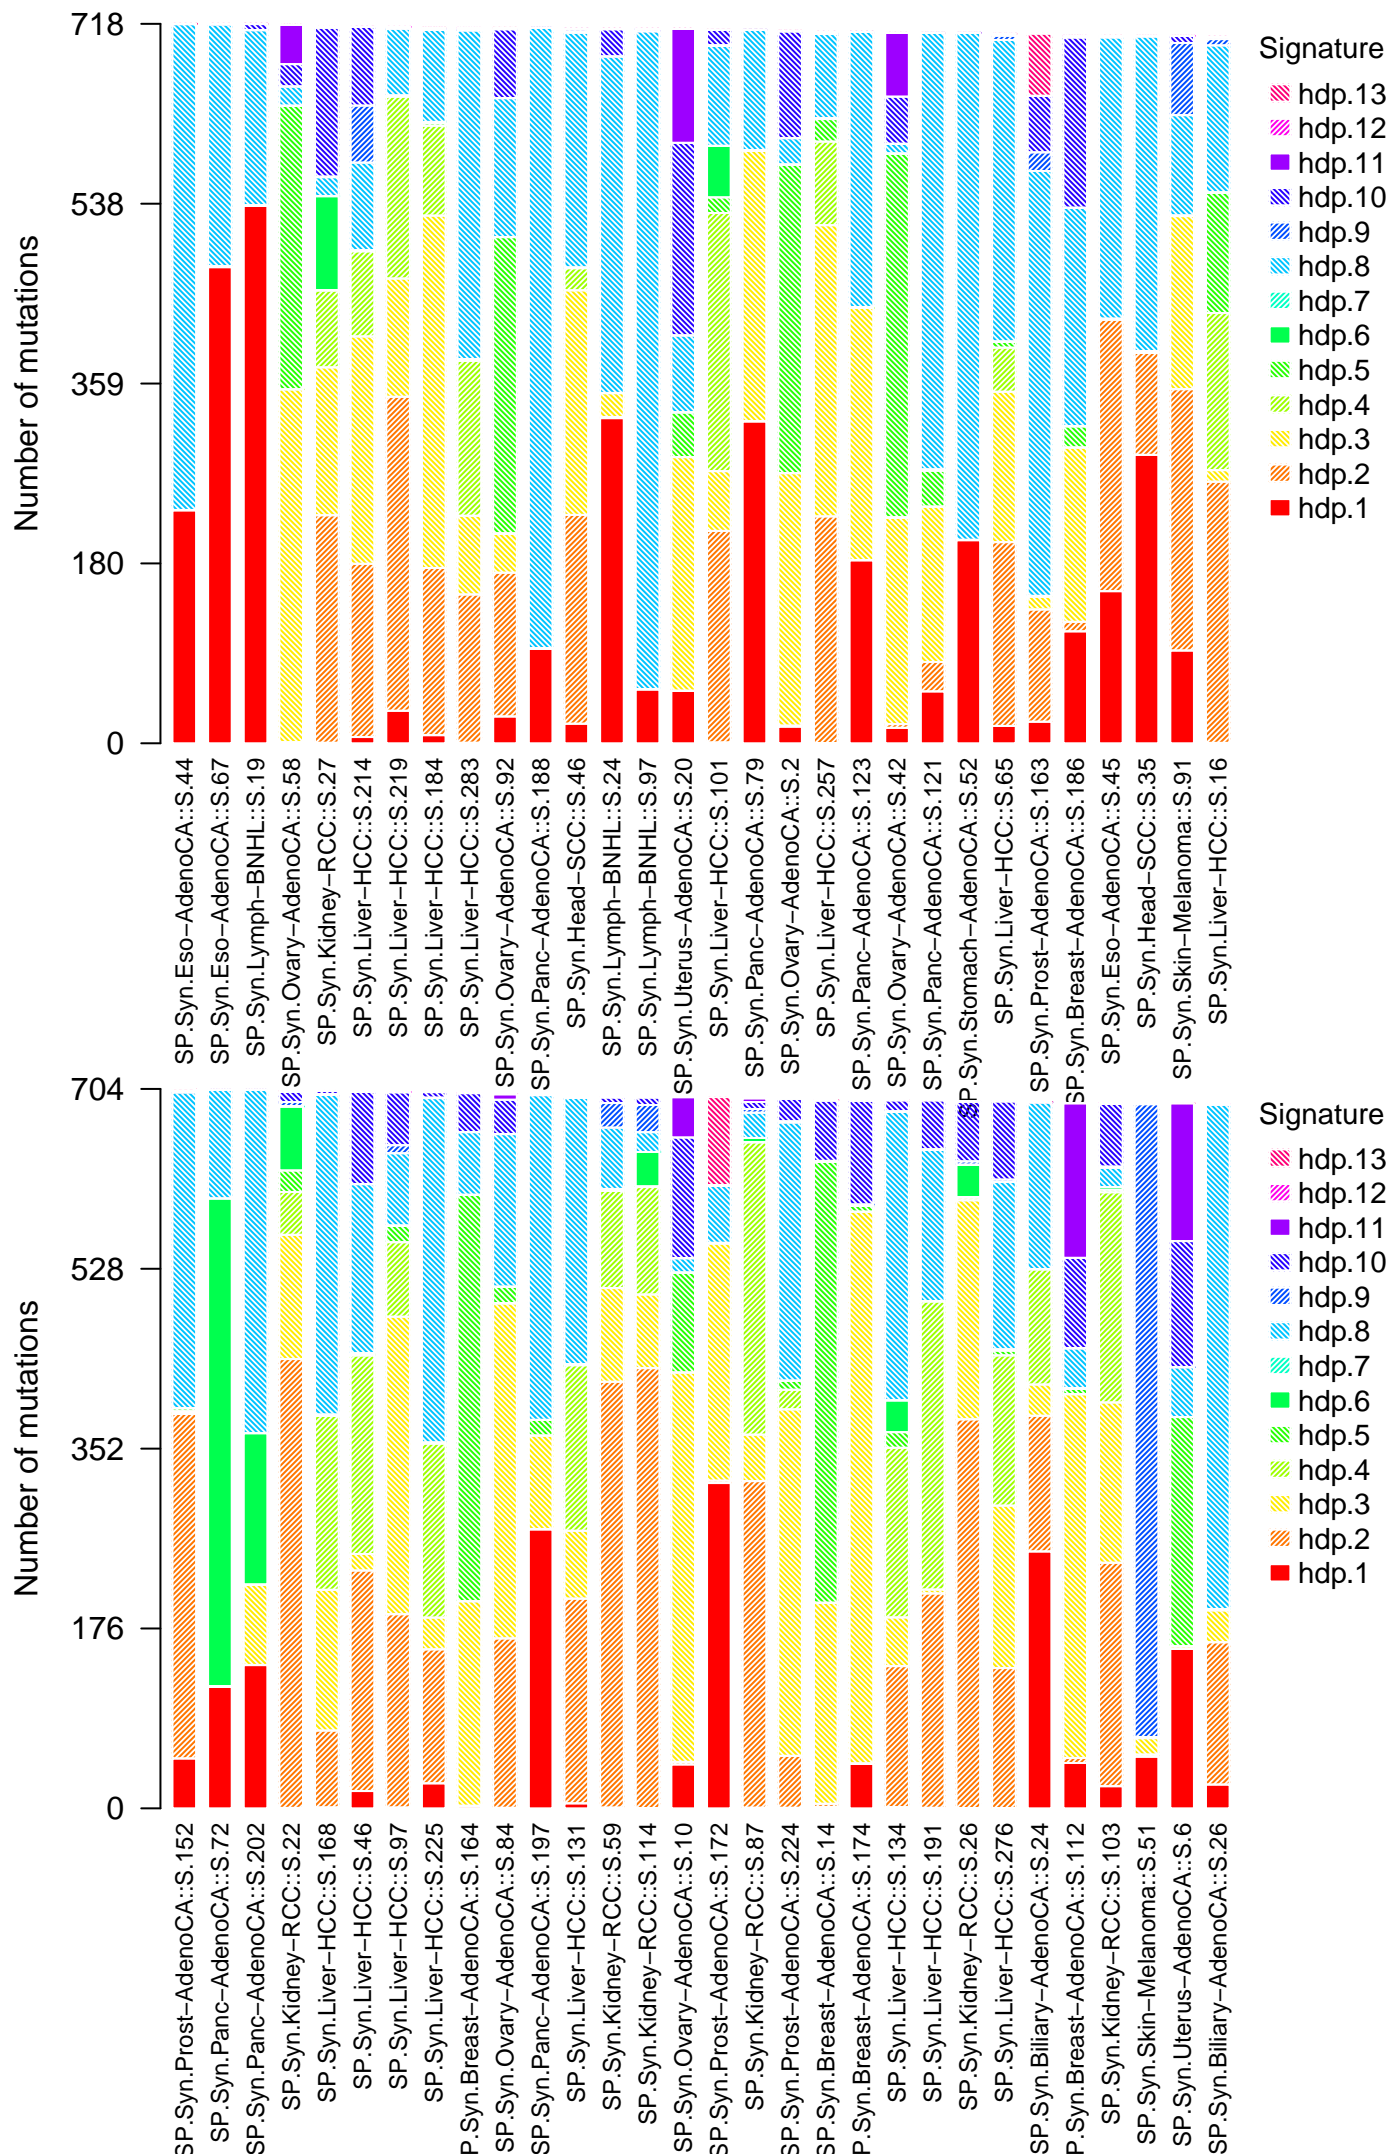 Number of mutations
718
538
359
180
0
Signature
hdp.13
hdp.12
hdp.11
hdp.10
hdp.9
hdp.8
hdp.7
hdp.6
hdp.5
hdp.4
hdp.3
hdp.2
hdp.1
SP.Syn.Eso−AdenoCA::S.44
SP.Syn.Eso−AdenoCA::S.67
SP.Syn.Lymph−BNHL::S.19
SP.Syn.Ovary−AdenoCA::S.58
SP.Syn.Kidney−RCC::S.27
SP.Syn.Liver−HCC::S.214
SP.Syn.Liver−HCC::S.219
SP.Syn.Liver−HCC::S.184
SP.Syn.Liver−HCC::S.283
SP.Syn.Ovary−AdenoCA::S.92
SP.Syn.Panc−AdenoCA::S.188
SP.Syn.Head−SCC::S.46
SP.Syn.Lymph−BNHL::S.24
SP.Syn.Lymph−BNHL::S.97
SP.Syn.Uterus−AdenoCA::S.20
SP.Syn.Liver−HCC::S.101
SP.Syn.Panc−AdenoCA::S.79
SP.Syn.Ovary−AdenoCA::S.2
SP.Syn.Liver−HCC::S.257
SP.Syn.Panc−AdenoCA::S.123
SP.Syn.Ovary−AdenoCA::S.42
SP.Syn.Panc−AdenoCA::S.121
SP.Syn.Stomach−AdenoCA::S.52
SP.Syn.Liver−HCC::S.65
SP.Syn.Prost−AdenoCA::S.163
SP.Syn.Breast−AdenoCA::S.186
SP.Syn.Eso−AdenoCA::S.45
SP.Syn.Head−SCC::S.35
SP.Syn.Skin−Melanoma::S.91
SP.Syn.Liver−HCC::S.16
Number of mutations
704
528
352
176
0
Signature
hdp.13
hdp.12
hdp.11
hdp.10
hdp.9
hdp.8
hdp.7
hdp.6
hdp.5
hdp.4
hdp.3
hdp.2
hdp.1
SP.Syn.Prost−AdenoCA::S.152
SP.Syn.Panc−AdenoCA::S.72
SP.Syn.Panc−AdenoCA::S.202
SP.Syn.Kidney−RCC::S.22
SP.Syn.Liver−HCC::S.168
SP.Syn.Liver−HCC::S.46
SP.Syn.Liver−HCC::S.97
SP.Syn.Liver−HCC::S.225
SP.Syn.Breast−AdenoCA::S.164
SP.Syn.Ovary−AdenoCA::S.84
SP.Syn.Panc−AdenoCA::S.197
SP.Syn.Liver−HCC::S.131
SP.Syn.Kidney−RCC::S.59
SP.Syn.Kidney−RCC::S.114
SP.Syn.Ovary−AdenoCA::S.10
SP.Syn.Prost−AdenoCA::S.172
SP.Syn.Kidney−RCC::S.87
SP.Syn.Prost−AdenoCA::S.224
SP.Syn.Breast−AdenoCA::S.14
SP.Syn.Breast−AdenoCA::S.174
SP.Syn.Liver−HCC::S.134
SP.Syn.Liver−HCC::S.191
SP.Syn.Kidney−RCC::S.26
SP.Syn.Liver−HCC::S.276
SP.Syn.Biliary−AdenoCA::S.24
SP.Syn.Breast−AdenoCA::S.112
SP.Syn.Kidney−RCC::S.103
SP.Syn.Skin−Melanoma::S.51
SP.Syn.Uterus−AdenoCA::S.6
SP.Syn.Biliary−AdenoCA::S.26